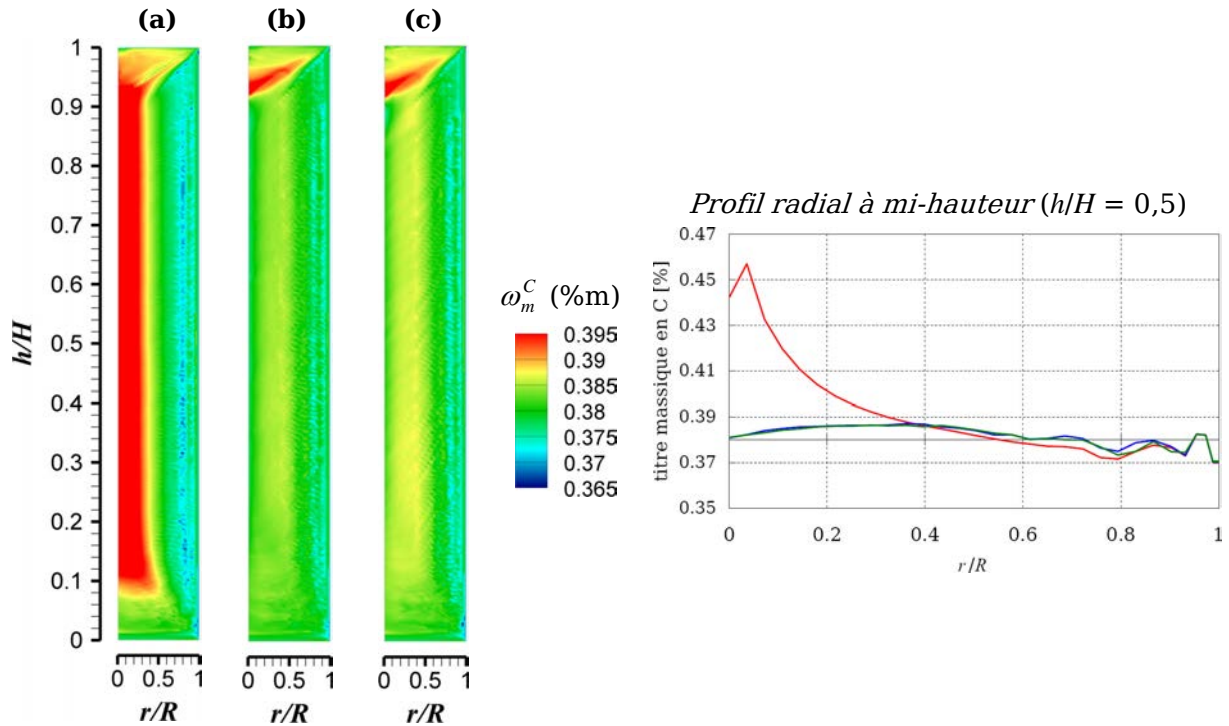 (a) (b) (c)
1
0.9
0.8
0.7
0.6
0.5
0.4
0.3
0.2
0.1
0
h/H
0 0.5 1
r/R
0 0.5 1
r/R
0 0.5 1
r/R
ω_m^C (%m)
0.395
0.39
0.385
0.38
0.375
0.37
0.365
Profil radial à mi-hauteur (h/H = 0,5)
titre massique en C [%]
0.47
0.45
0.43
0.41
0.39
0.37
0.35
0 0.2 0.4 0.6 0.8 1
r/R